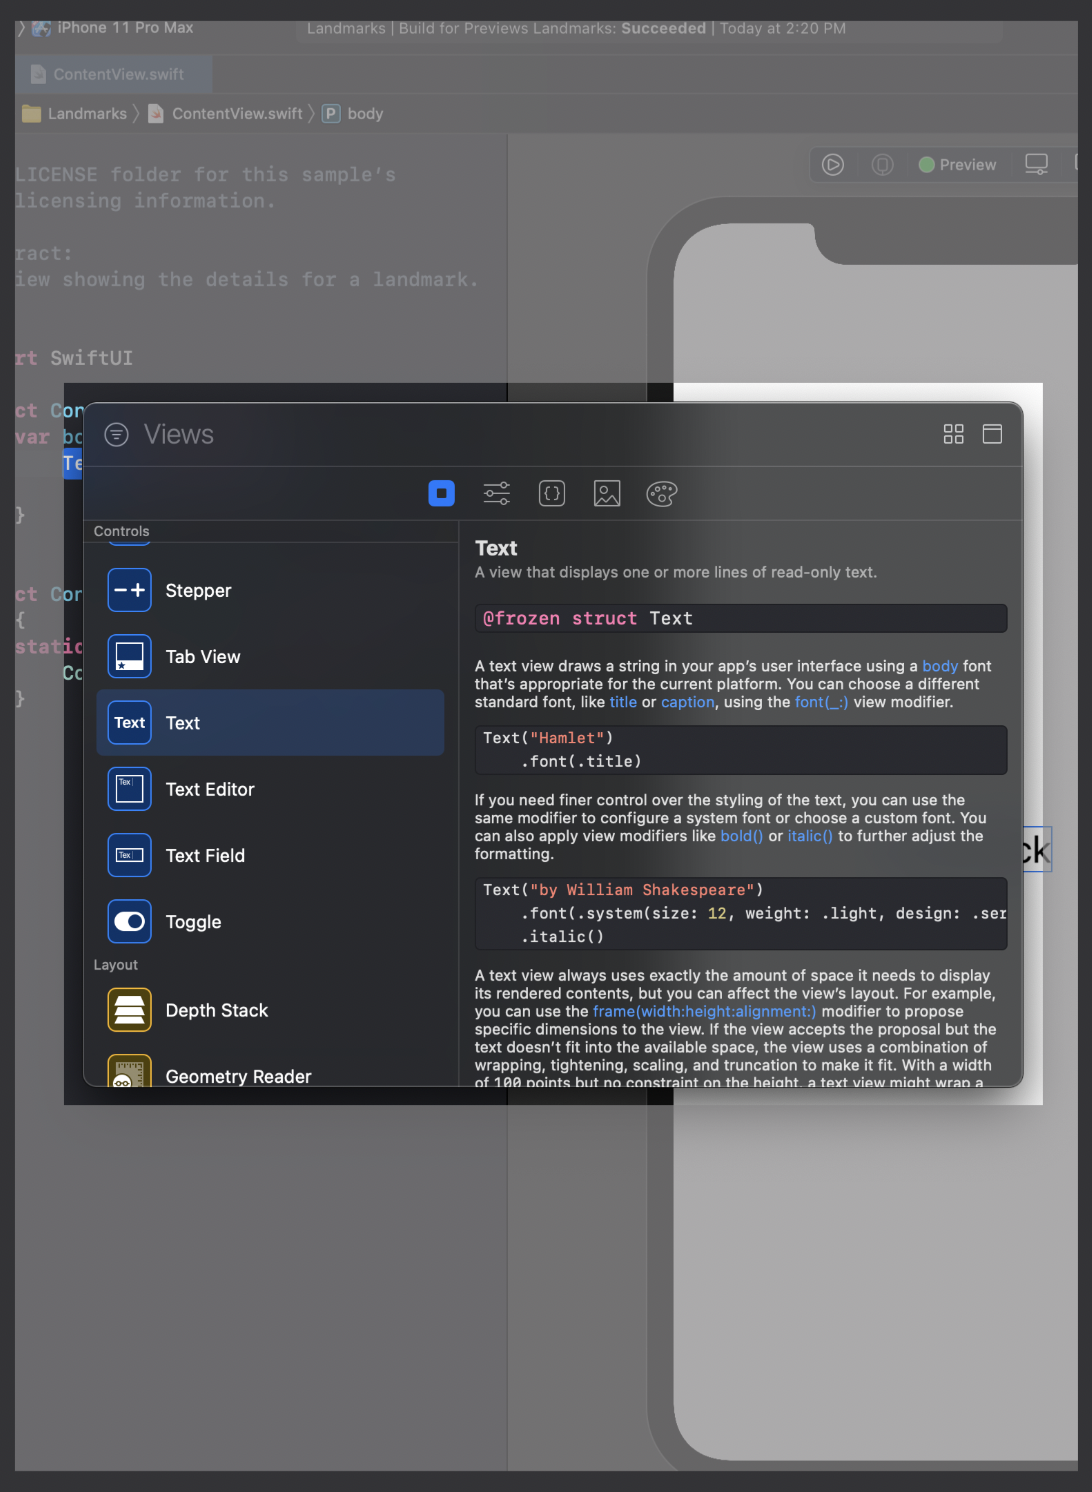 iPhone 11 Pro Max
Landmarks | Build for Previews Landmarks: Succeeded | Today at 2:20 PM
ContentView.swift
Landmarks 〉 ContentView.swift 〉 P body
LICENSE folder for this sample’s
licensing information.
Preview
ract:
iew showing the details for a landmark.
rt SwiftUI
ct Con
var bo
Te
}
ct Con
{
static
Co
}
Views
Controls
Stepper
Tab View
Text Text
Text Editor
Text Field
Toggle
Layout
Depth Stack
Geometry Reader
Text
A view that displays one or more lines of read-only text.
@frozen struct Text
A text view draws a string in your app’s user interface using a body font
that’s appropriate for the current platform. You can choose a different
standard font, like title or caption, using the font(_:) view modifier.
Text("Hamlet")
.font(.title)
If you need finer control over the styling of the text, you can use the
same modifier to configure a system font or choose a custom font. You
can also apply view modifiers like bold() or italic() to further adjust the
formatting.
Text("by William Shakespeare")
.font(.system(size: 12, weight: .light, design: .ser
.italic()
A text view always uses exactly the amount of space it needs to display
its rendered contents, but you can affect the view’s layout. For example,
you can use the frame(width:height:alignment:) modifier to propose
specific dimensions to the view. If the view accepts the proposal but the
text doesn’t fit into the available space, the view uses a combination of
wrapping, tightening, scaling, and truncation to make it fit. With a width
of 100 points but no constraint on the height, a text view might wrap a
ck